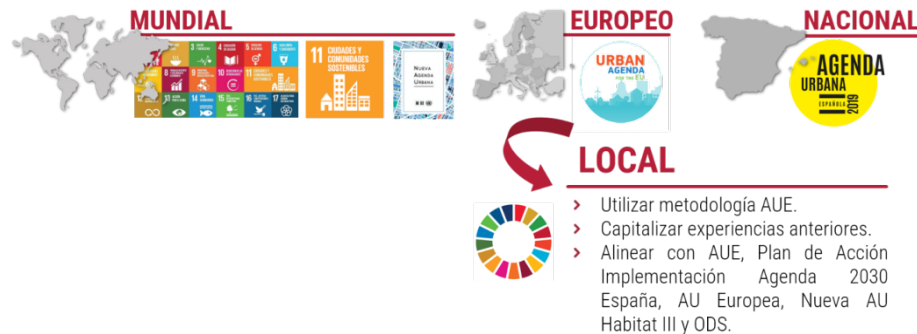 MUNDIAL
11 CIUDADES Y
COMUNIDADES
SOSTENIBLES
NUEVA
AGENDA
URBANA
EUROPEO
URBAN
AGENDA
FOR THE EU
NACIONAL
AGENDA
URBANA
ESPAÑOLA
2019
LOCAL
Utilizar metodología AUE.
Capitalizar experiencias anteriores.
Alinear con AUE, Plan de Acción
Implementación Agenda 2030
España, AU Europea, Nueva AU
Habitat III y ODS.